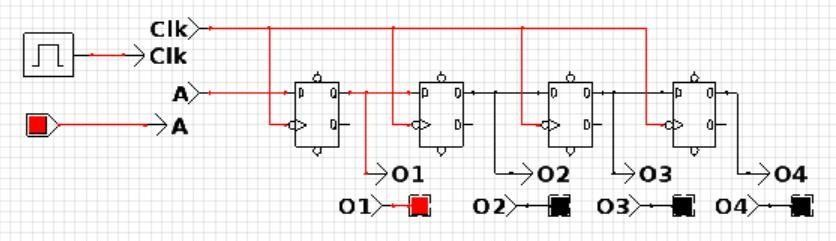 Clk
Clk
A
D Q D Q D Q D Q
A
Q Q Q Q
O1 O2 O3 O4
O1 O2 O3 O4